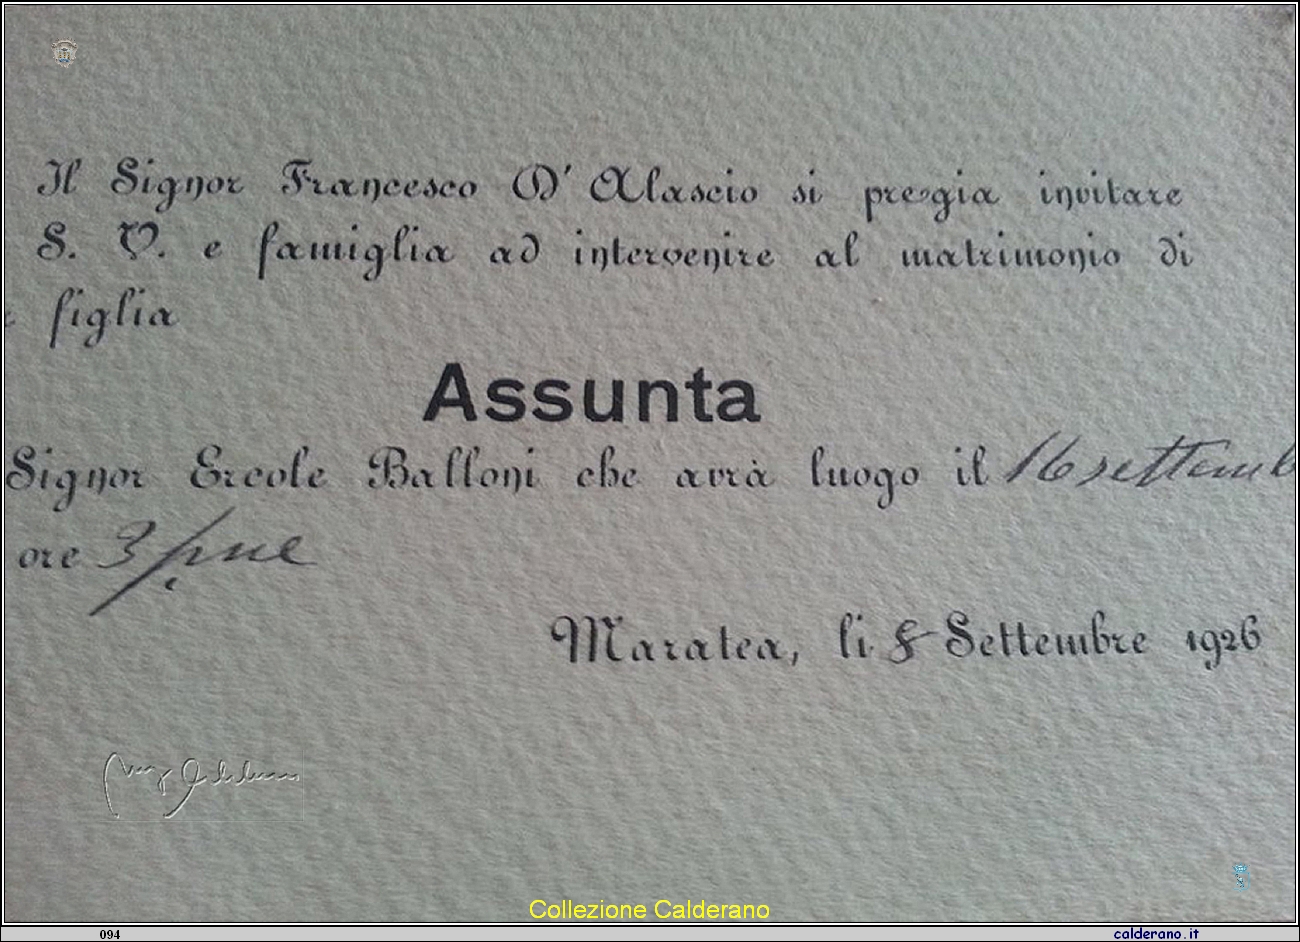 Il Signor Francesco D'Alascio si pregia invitare
S. V. e famiglia ad intervenire al matrimonio di
figlia
Assunta
Signor Ercole Balloni che avrà luogo il 16 settemb
ore 3 pme
Maratea, li 8 Settembre 1926
Collezione Calderano
094
calderano.it